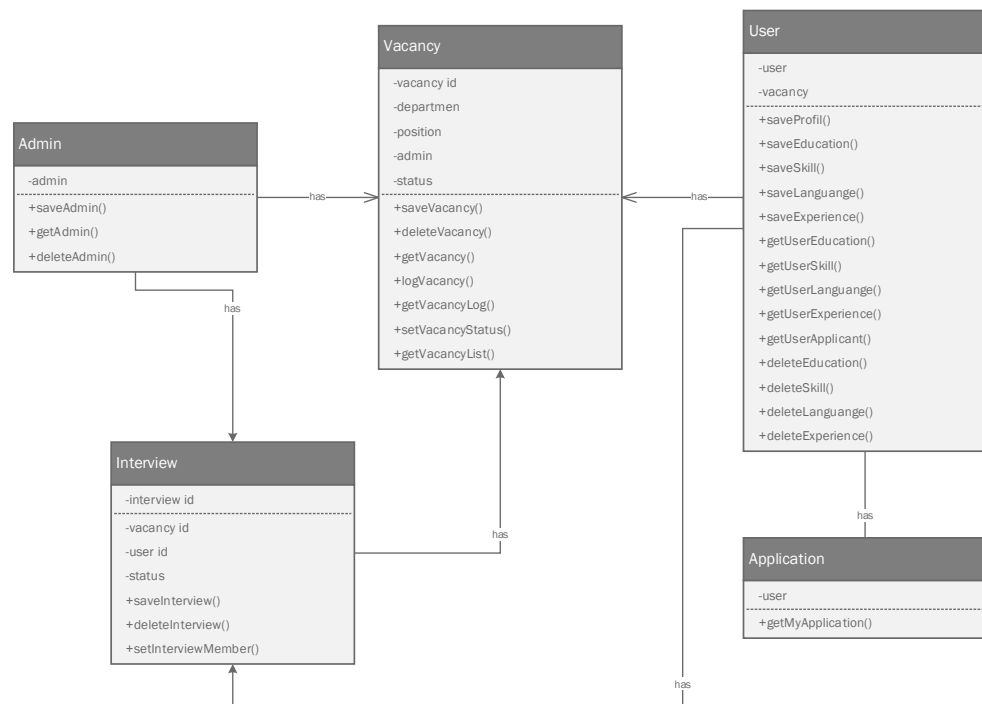 Admin
-admin
+saveAdmin()
+getAdmin()
+deleteAdmin()
has
has
Vacancy
-vacancy id
-departmen
-position
-admin
-status
+saveVacancy()
+deleteVacancy()
+getVacancy()
+logVacancy()
+getVacancyLog()
+setVacancyStatus()
+getVacancyList()
has
User
-user
-vacancy
+saveProfil()
+saveEducation()
+saveSkill()
+saveLanguange()
+saveExperience()
+getUserEducation()
+getUserSkill()
+getUserLanguange()
+getUserExperience()
+getUserApplicant()
+deleteEducation()
+deleteSkill()
+deleteLanguange()
+deleteExperience()
Interview
-interview id
-vacancy id
-user id
-status
+saveInterview()
+deleteInterview()
+setInterviewMember()
has
has
Application
-user
+getMyApplication()
has